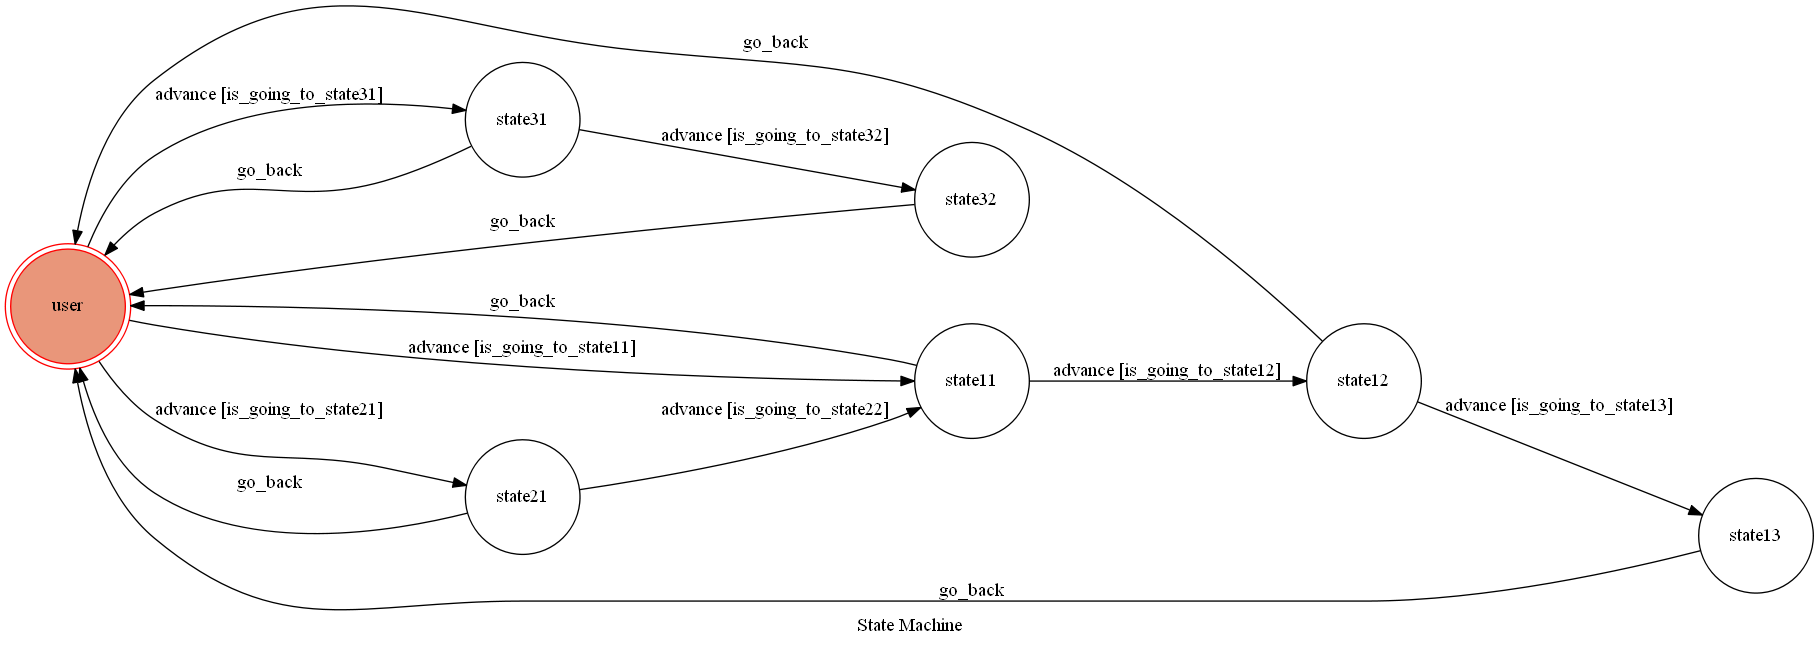 go_back
advance [is_going_to_state31]
state31
advance [is_going_to_state32]
go_back
state32
go_back
user
go_back
advance [is_going_to_state11]
state11
advance [is_going_to_state12]
state12
advance [is_going_to_state21]
advance [is_going_to_state22]
advance [is_going_to_state13]
go_back
state21
state13
go_back
State Machine